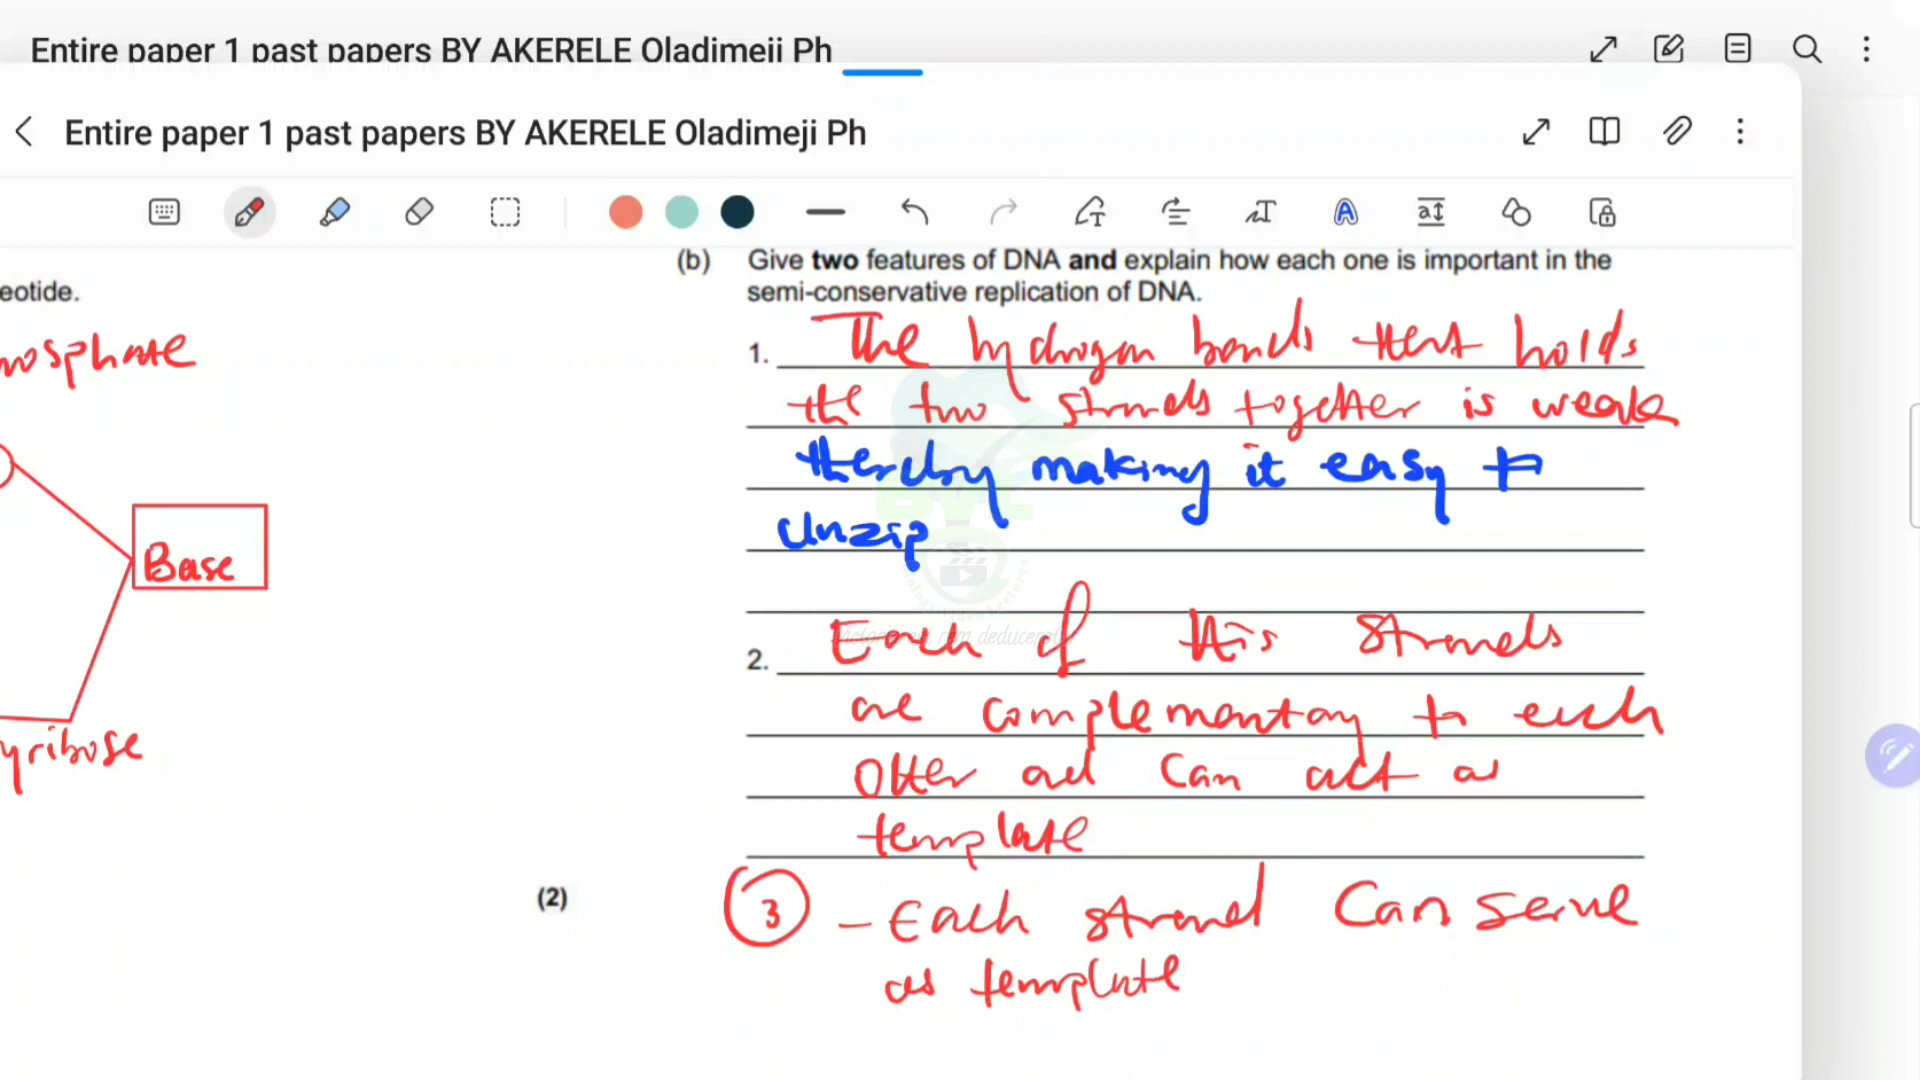 Entire paper 1 past papers BY AKERELE Oladimeji Ph
Entire paper 1 past papers BY AKERELE Oladimeji Ph
eotide.
nosphate
Base
yribose
(2)
(b) Give two features of DNA and explain how each one is important in the
semi-conservative replication of DNA.
1. The hydrogen bonds that holds
the two strands together is weak
thereby making it easy to
unzip
2. Each of this strands
are complementary to each
other and can act as
template
3 - Each strand can serve
as template